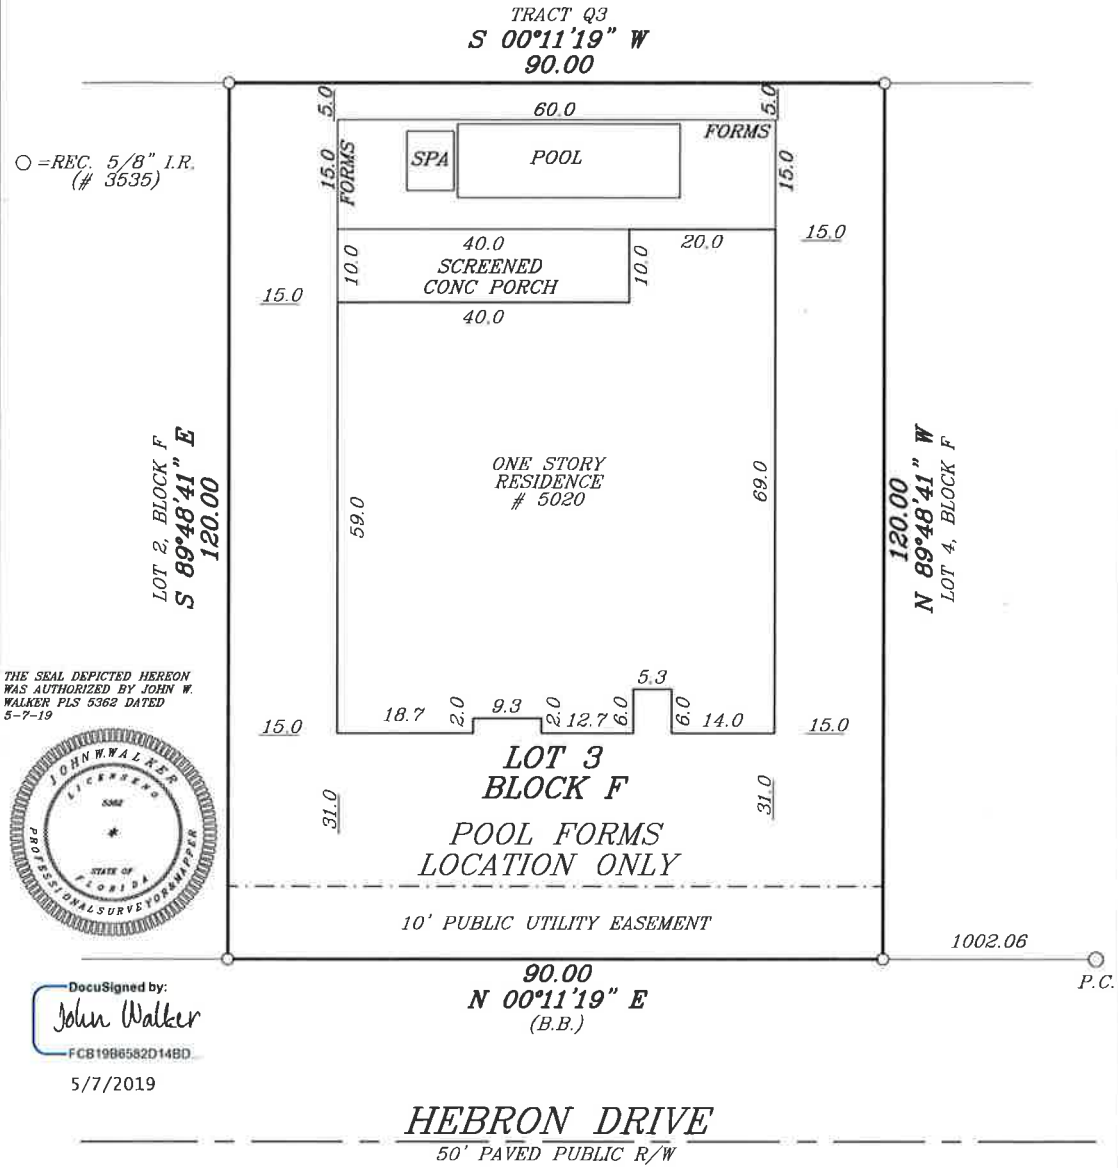 TRACT Q3
S 00°11'19" W
90.00
5.0
60.0
5.0
○ =REC. 5/8" I.R.
(# 3535)
15.0
FORMS
SPA
POOL
FORMS
15.0
15.0
10.0
40.0
SCREENED
CONC PORCH
10.0
20.0
15.0
40.0
LOT 2, BLOCK F
S 89°48'41" E
120.00
59.0
ONE STORY
RESIDENCE
# 5020
69.0
120.00
N 89°48'41" W
LOT 4, BLOCK F
THE SEAL DEPICTED HEREON
WAS AUTHORIZED BY JOHN W.
WALKER PLS 5362 DATED
5-7-19
15.0
18.7
2.0
9.3
2.0
12.7
6.0
5.3
6.0
14.0
15.0
LOT 3
BLOCK F
31.0
31.0
POOL FORMS
LOCATION ONLY
JOHN W. WALKER
5362
*
STATE OF
FLORIDA
PROFESSIONAL SURVEYOR & MAPPER
10' PUBLIC UTILITY EASEMENT
1002.06
P.C.
90.00
N 00°11'19" E
(B.B.)
DocuSigned by:
John Walker
FCB19B6582D14BD...
5/7/2019
HEBRON DRIVE
50' PAVED PUBLIC R/W